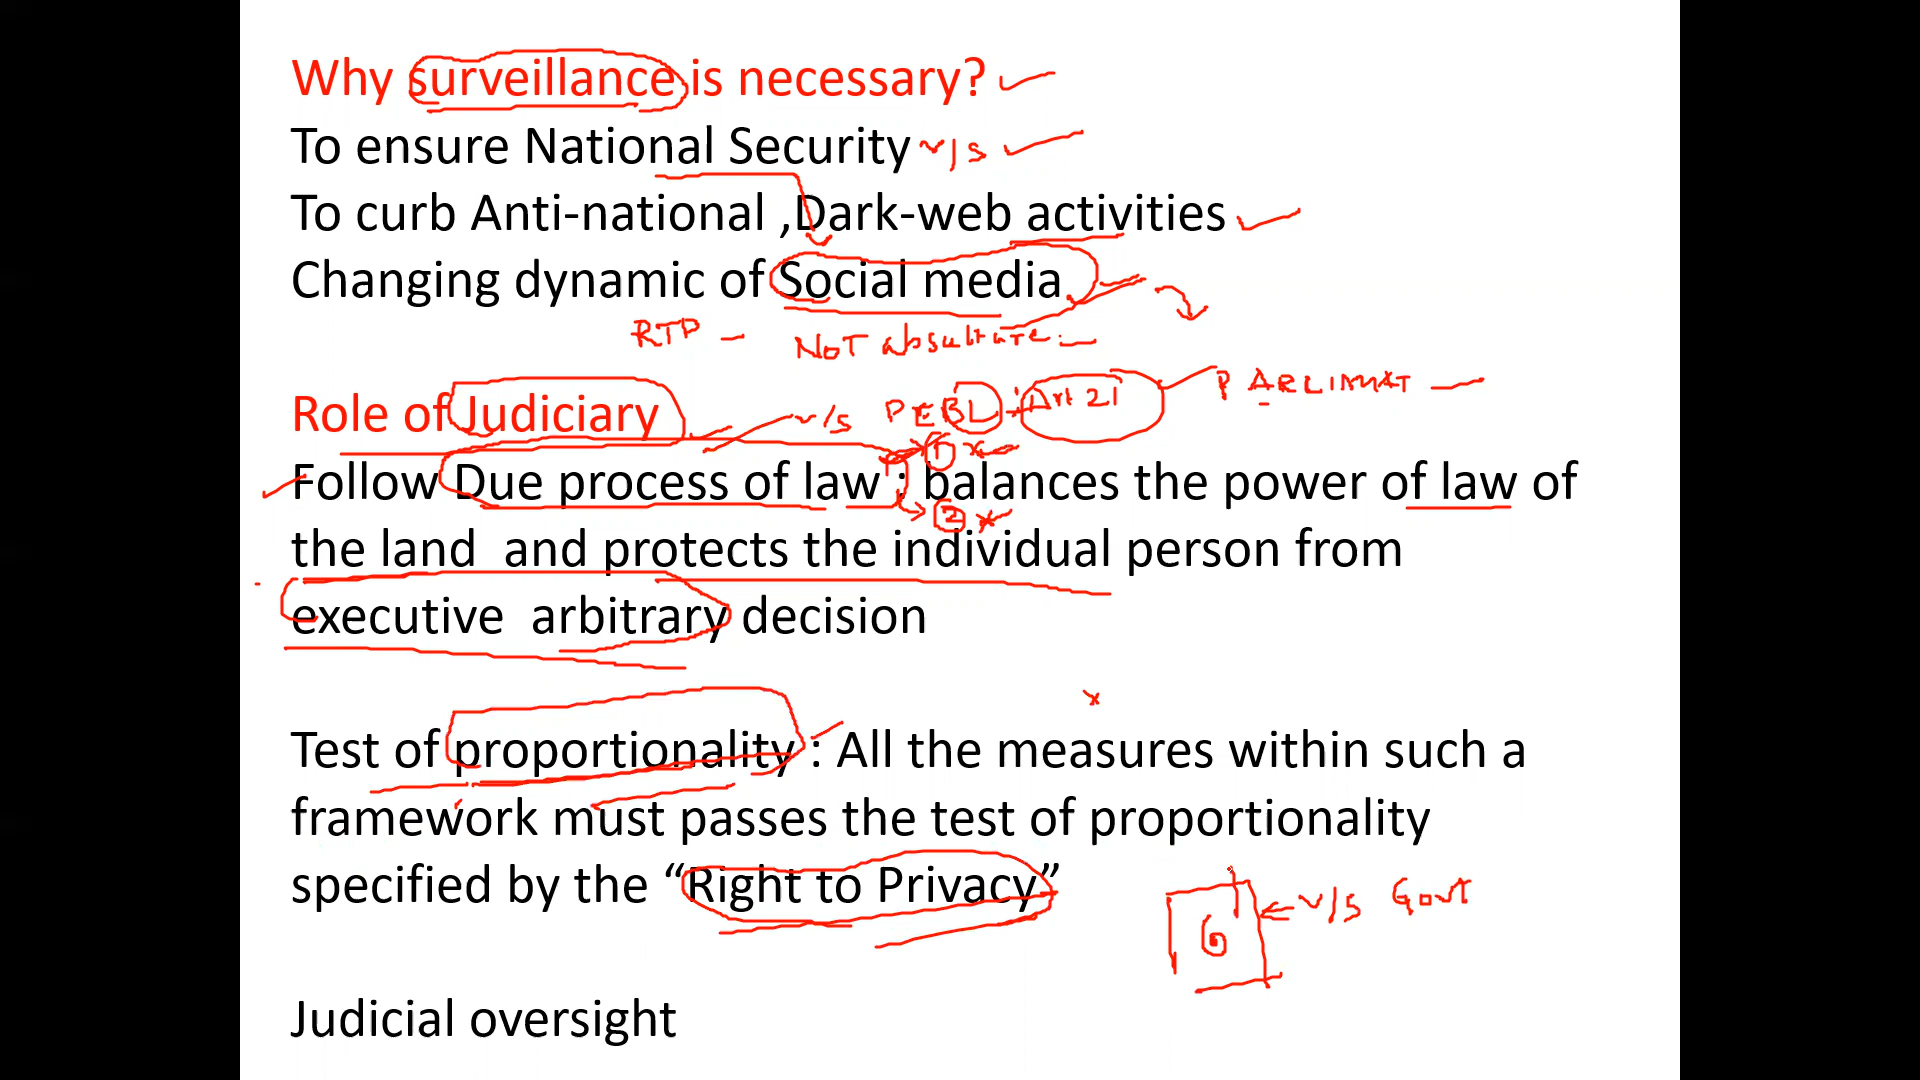 Why surveillance is necessary?
To ensure National Security v/s
To curb Anti-national ,Dark-web activities
Changing dynamic of Social media
RTP - NOT
Role of Judiciary v/s PEBL Art 21
Follow Due process of law : balances the power of law of
1
2
the land and protects the individual person from
executive arbitrary decision
Test of proportionality : All the measures within such a
framework must passes the test of proportionality
specified by the “Right to Privacy”
G v/s Govt
Judicial oversight